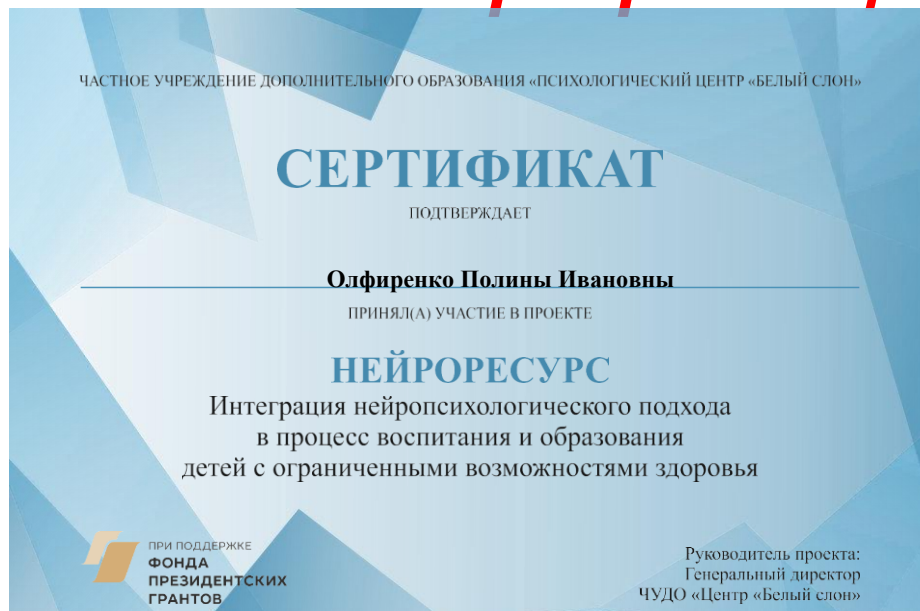 ЧАСТНОЕ УЧРЕЖДЕНИЕ ДОПОЛНИТЕЛЬНОГО ОБРАЗОВАНИЯ «ПСИХОЛОГИЧЕСКИЙ ЦЕНТР «БЕЛЫЙ СЛОН»
СЕРТИФИКАТ
ПОДТВЕРЖДАЕТ
Олфиренко Полины Ивановны
ПРИНЯЛ(А) УЧАСТИЕ В ПРОЕКТЕ
НЕЙРОРЕСУРС
Интеграция нейропсихологического подхода
в процесс воспитания и образования
детей с ограниченными возможностями здоровья
ПРИ ПОДДЕРЖКЕ
ФОНДА
ПРЕЗИДЕНТСКИХ
ГРАНТОВ
Руководитель проекта:
Генеральный директор
ЧУДО «Центр «Белый слон»